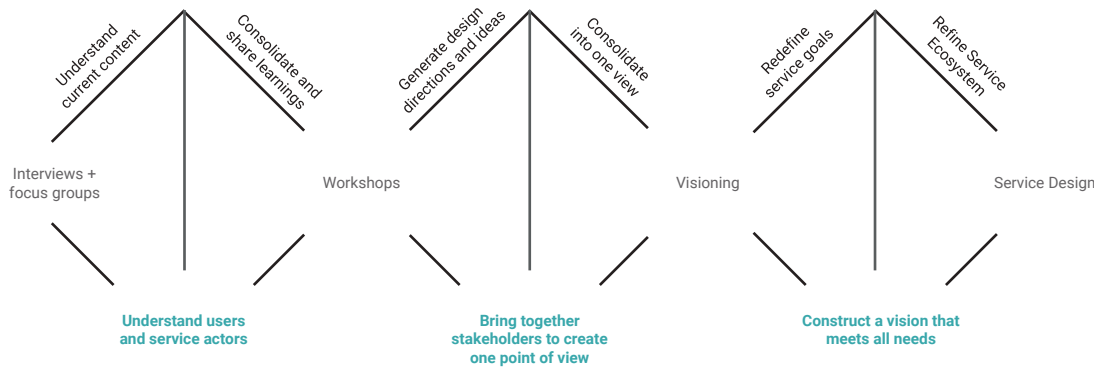 Understand
current content
Consolidate and
share learnings
Generate design
directions and ideas
Consolidate
into one view
Redefine
service goals
Refine Service
Ecosystem
Interviews +
focus groups
Workshops
Visioning
Service Design
Understand users
and service actors
Bring together
stakeholders to create
one point of view
Construct a vision that
meets all needs